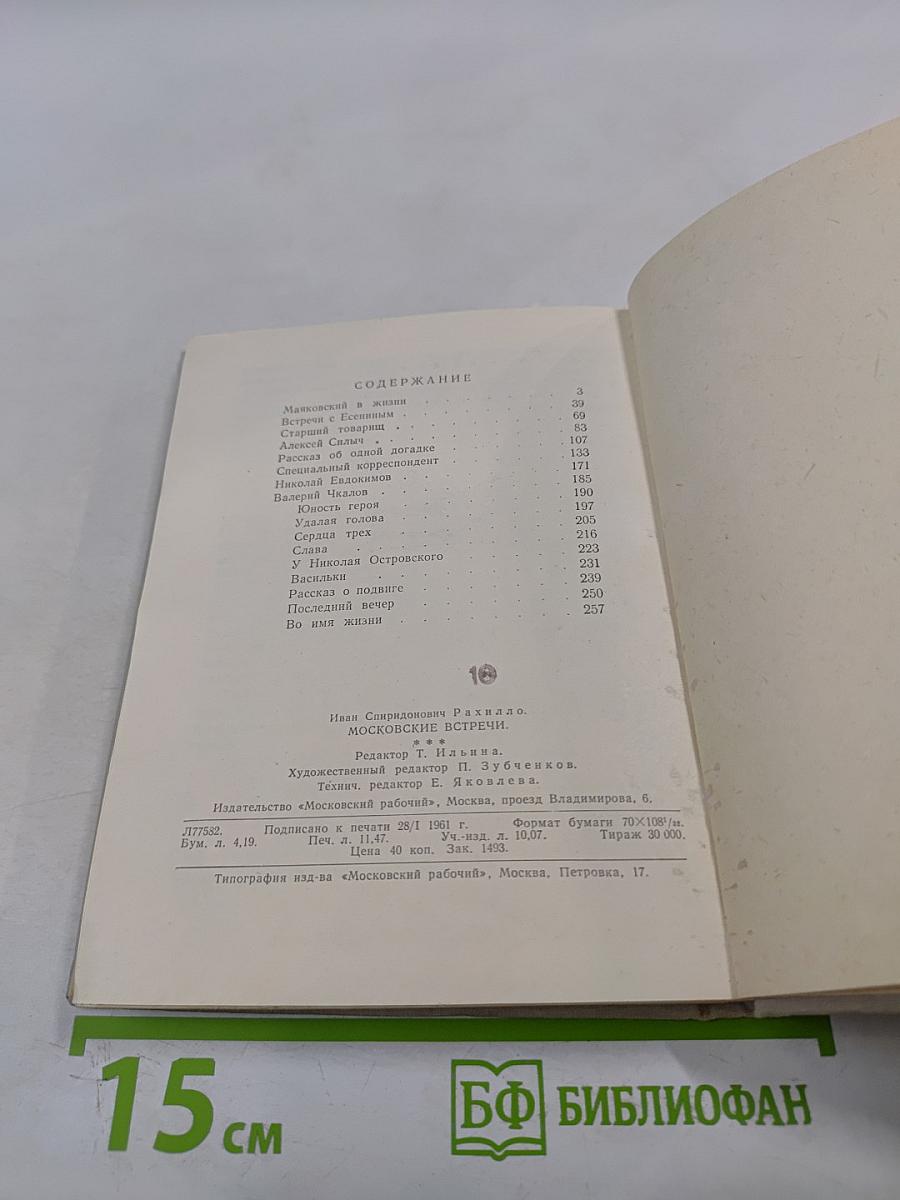 СОДЕРЖАНИЕ
Маяковский в жизни . . . . . . 3
Встречи с Есениным . . . . . . 39
Старший товарищ . . . . . . 69
Алексей Силыч . . . . . . 83
Рассказ об одной догадке . . . . . 107
Специальный корреспондент . . . . . 133
Николай Евдокимов . . . . . . 171
Валерий Чкалов . . . . . . 185
Юность героя . . . . . . 190
Удалая голова . . . . . . 197
Сердца трех . . . . . . 205
Слава . . . . . . 216
У Николая Островского . . . . . 223
Васильки . . . . . . 231
Рассказ о подвиге . . . . . . 239
Последний вечер . . . . . . 250
Во имя жизни . . . . . . 257
Иван Спиридонович Рахилло.
МОСКОВСКИЕ ВСТРЕЧИ.
* * *
Редактор Т. Ильина.
Художественный редактор П. Зубченков.
Технич. редактор Е. Яковлева.
Издательство «Московский рабочий», Москва, проезд Владимирова, 6.
Л77582. Подписано к печати 28/I 1961 г. Формат бумаги 70×108¹/₃₂.
Бум. л. 4,19. Печ. л. 11,47. Уч.-изд. л. 10,07. Тираж 30 000.
Цена 40 коп. Зак. 1493.
Типография изд-ва «Московский рабочий», Москва, Петровка, 17.
15 см
БФ БИБЛИОФАН